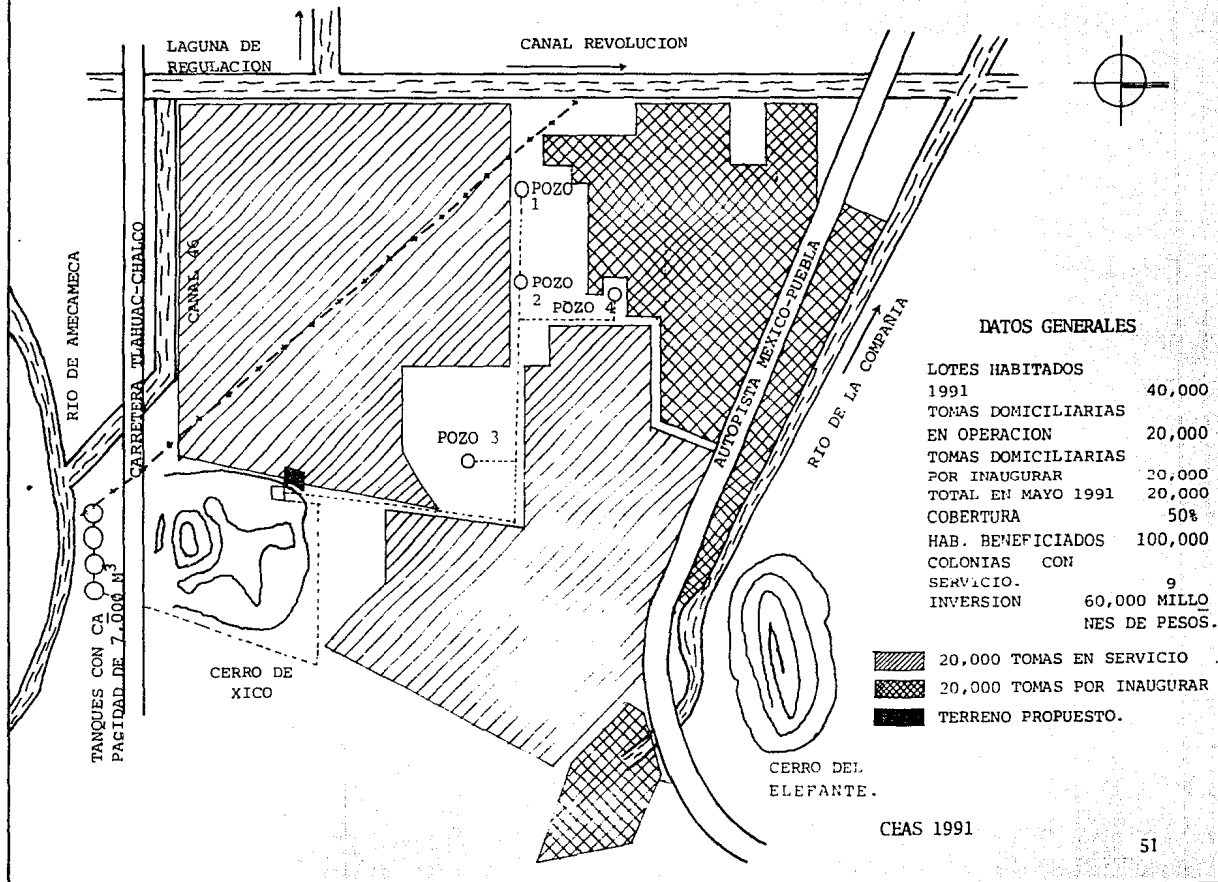 LAGUNA DE
REGULACION
CANAL REVOLUCION
RIO DE AMECAMECA
CARRETERA TLAHUAC-CHALCO
CANAL 46
POZO
1
POZO
2
POZO 4
POZO 3
AUTOPISTA MEXICO-PUEBLA
RIO DE LA COMPAÑIA
TANQUES CON CA
PACIDAD DE 7,000 M3
CERRO DE
XICO
CERRO DEL
ELEFANTE.
DATOS GENERALES
LOTES HABITADOS
1991 40,000
TOMAS DOMICILIARIAS
EN OPERACION 20,000
TOMAS DOMICILIARIAS
POR INAUGURAR 20,000
TOTAL EN MAYO 1991 20,000
COBERTURA 50%
HAB. BENEFICIADOS 100,000
COLONIAS CON
SERVICIO. 9
INVERSION 60,000 MILLO
NES DE PESOS.
20,000 TOMAS EN SERVICIO
20,000 TOMAS POR INAUGURAR
TERRENO PROPUESTO.
CEAS 1991
51